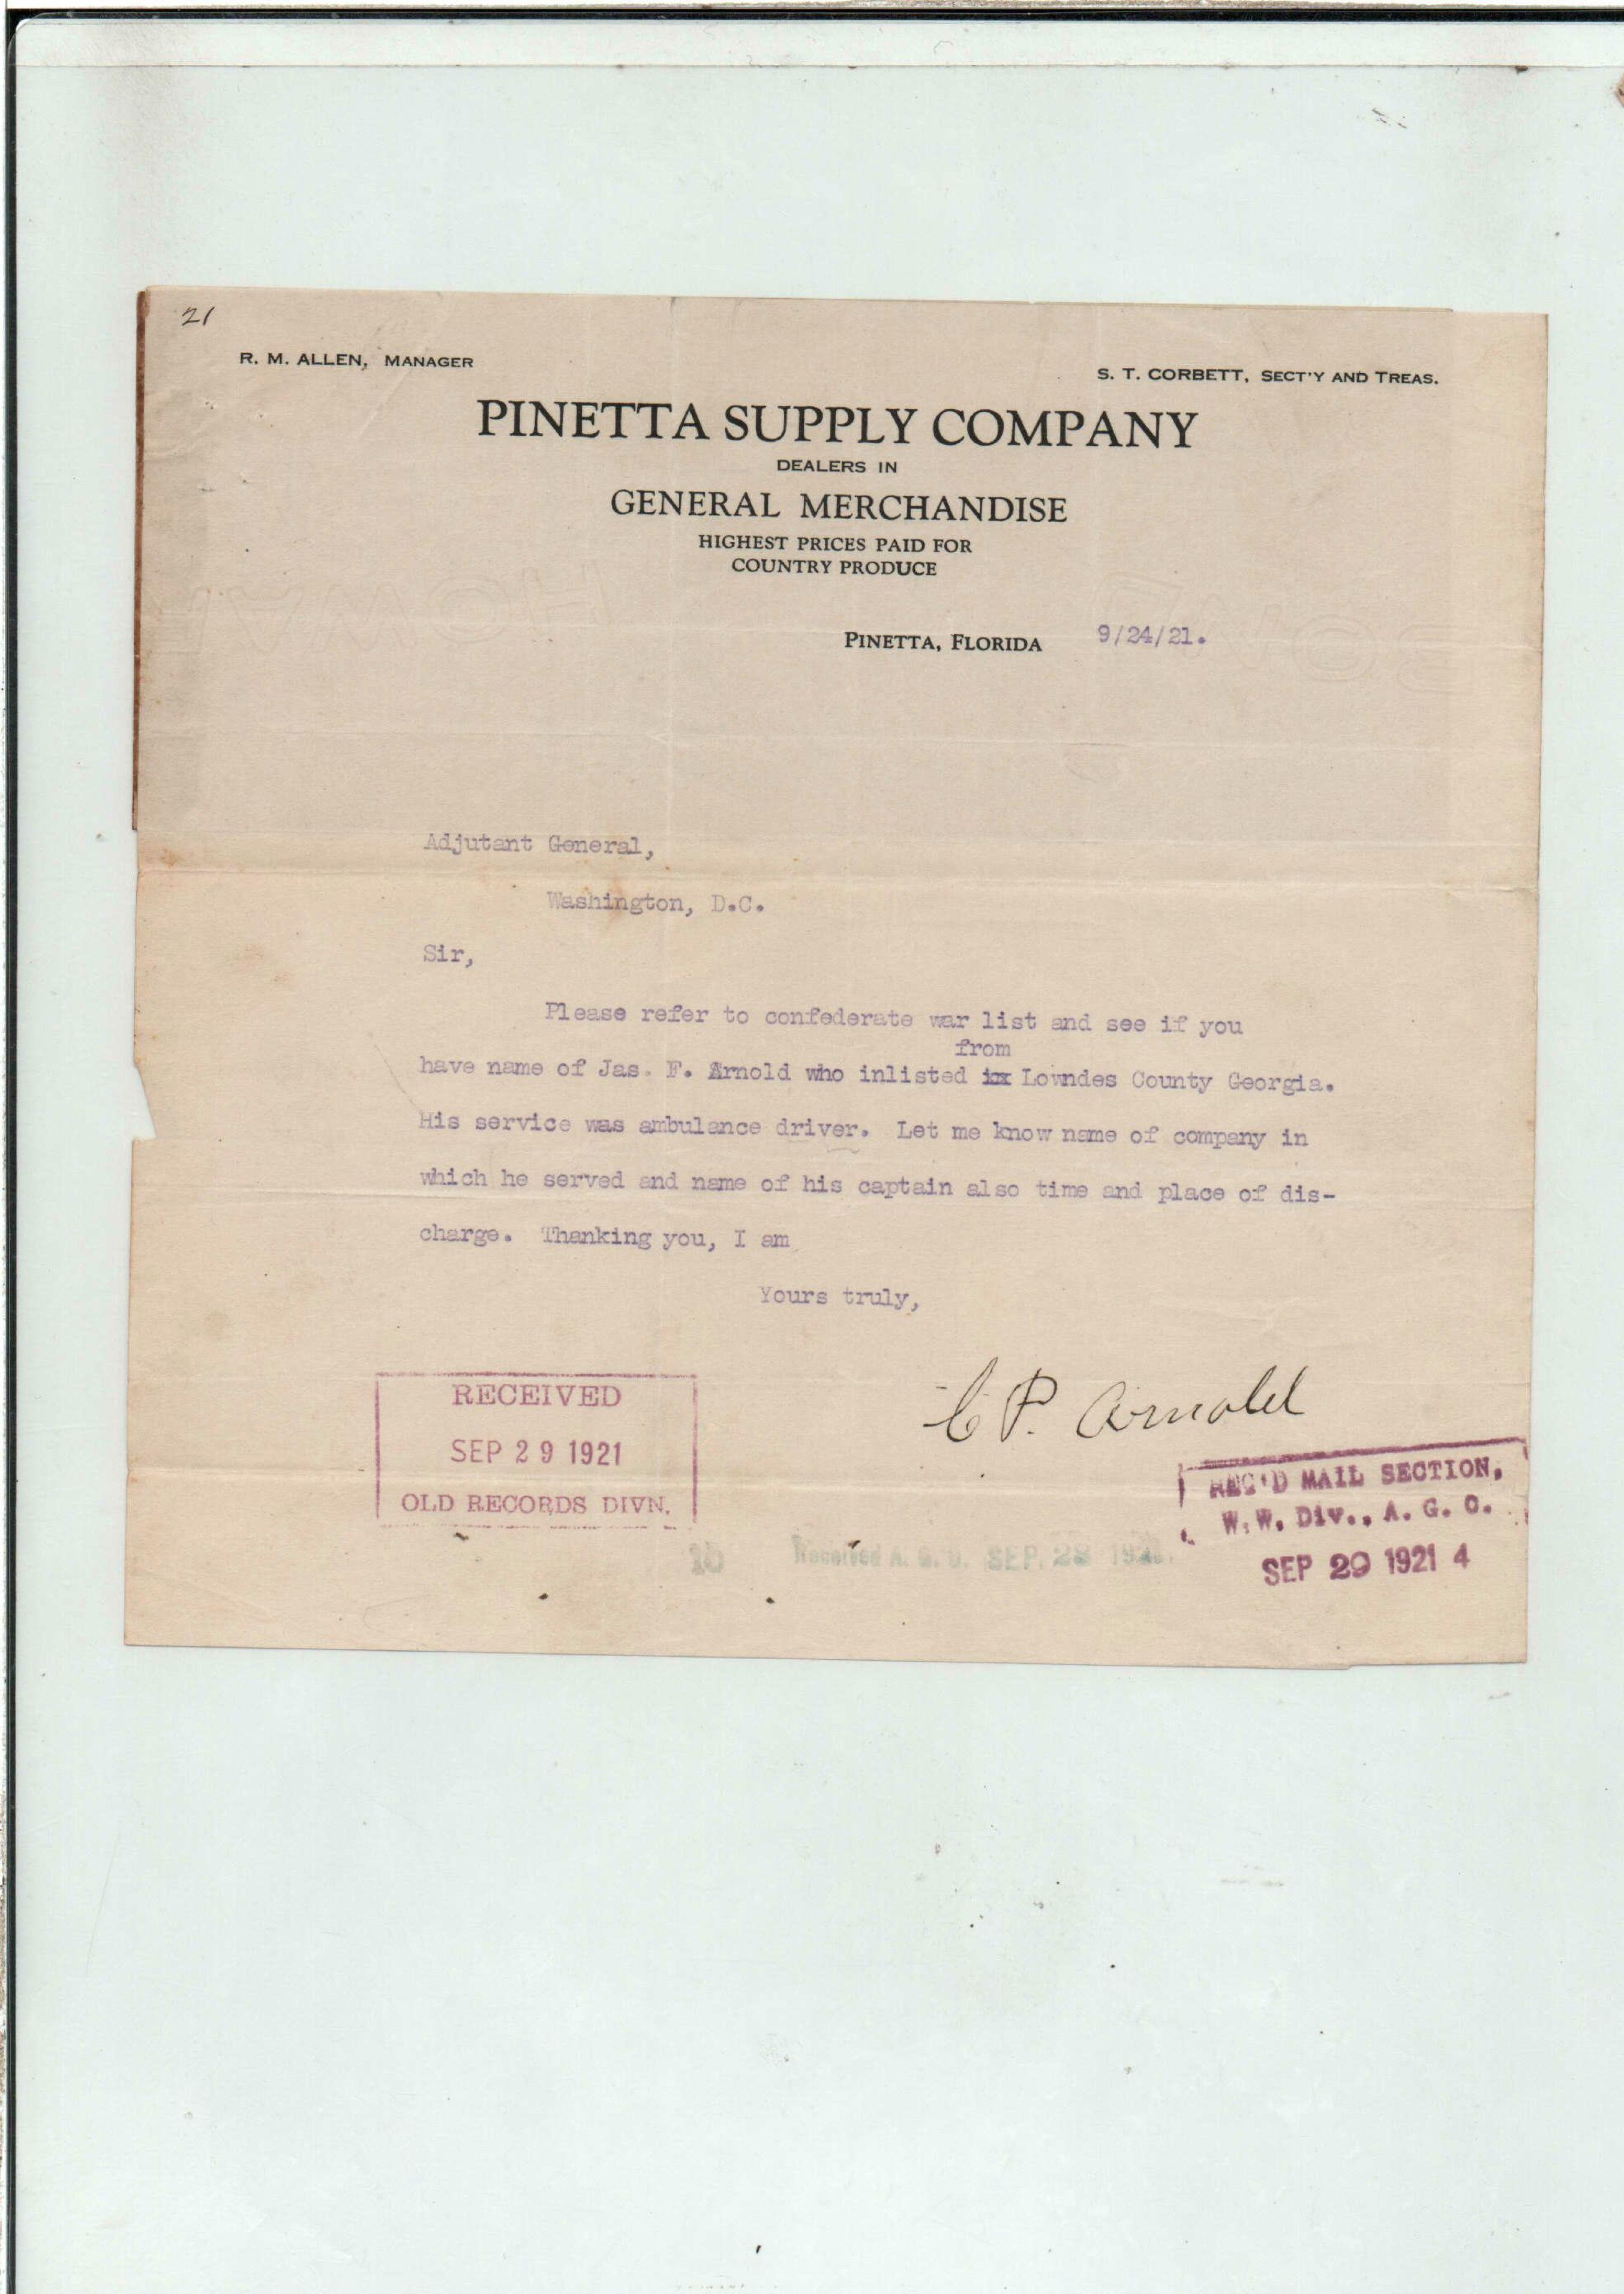 21
R. M. ALLEN, MANAGER
S. T. CORBETT, SECT'Y AND TREAS.
PINETTA SUPPLY COMPANY
DEALERS IN
GENERAL MERCHANDISE
HIGHEST PRICES PAID FOR
COUNTRY PRODUCE
PINETTA, FLORIDA 9/24/21.
Adjutant General,
Washington, D.C.
Sir,
Please refer to confederate war list and see if you
from
have name of Jas. F. Arnold who inlisted in Lowndes County Georgia.
His service was ambulance driver. Let me know name of company in
which he served and name of his captain also time and place of dis-
charge. Thanking you, I am
Yours truly,
C P. Arnold
RECEIVED
SEP 29 1921
OLD RECORDS DIVN.
REC'D MAIL SECTION,
W. W. Div., A. G. O.
SEP 29 1921 4
Received A. G. O. SEP. 28 1921